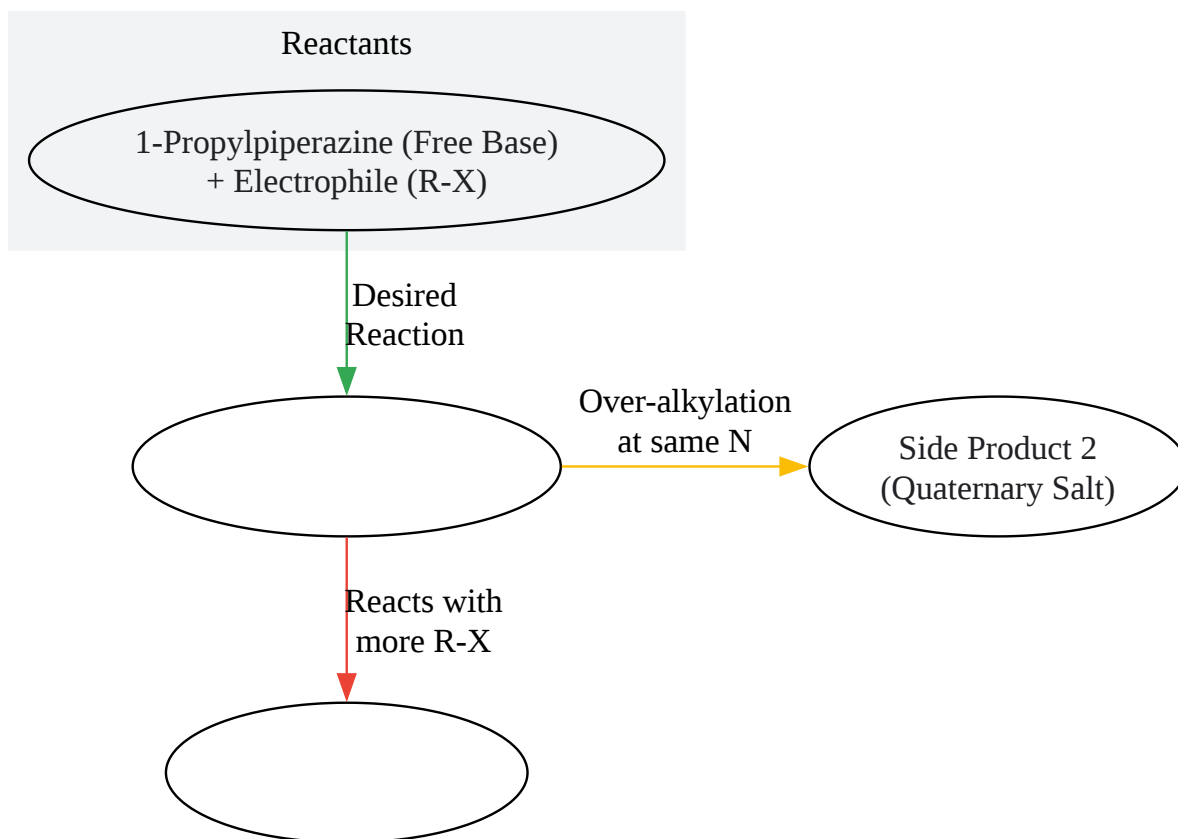 Reactants
1-Propylpiperazine (Free Base)
+ Electrophile (R-X)
Desired
Reaction
Over-alkylation
at same N
Side Product 2
(Quaternary Salt)
Reacts with
more R-X